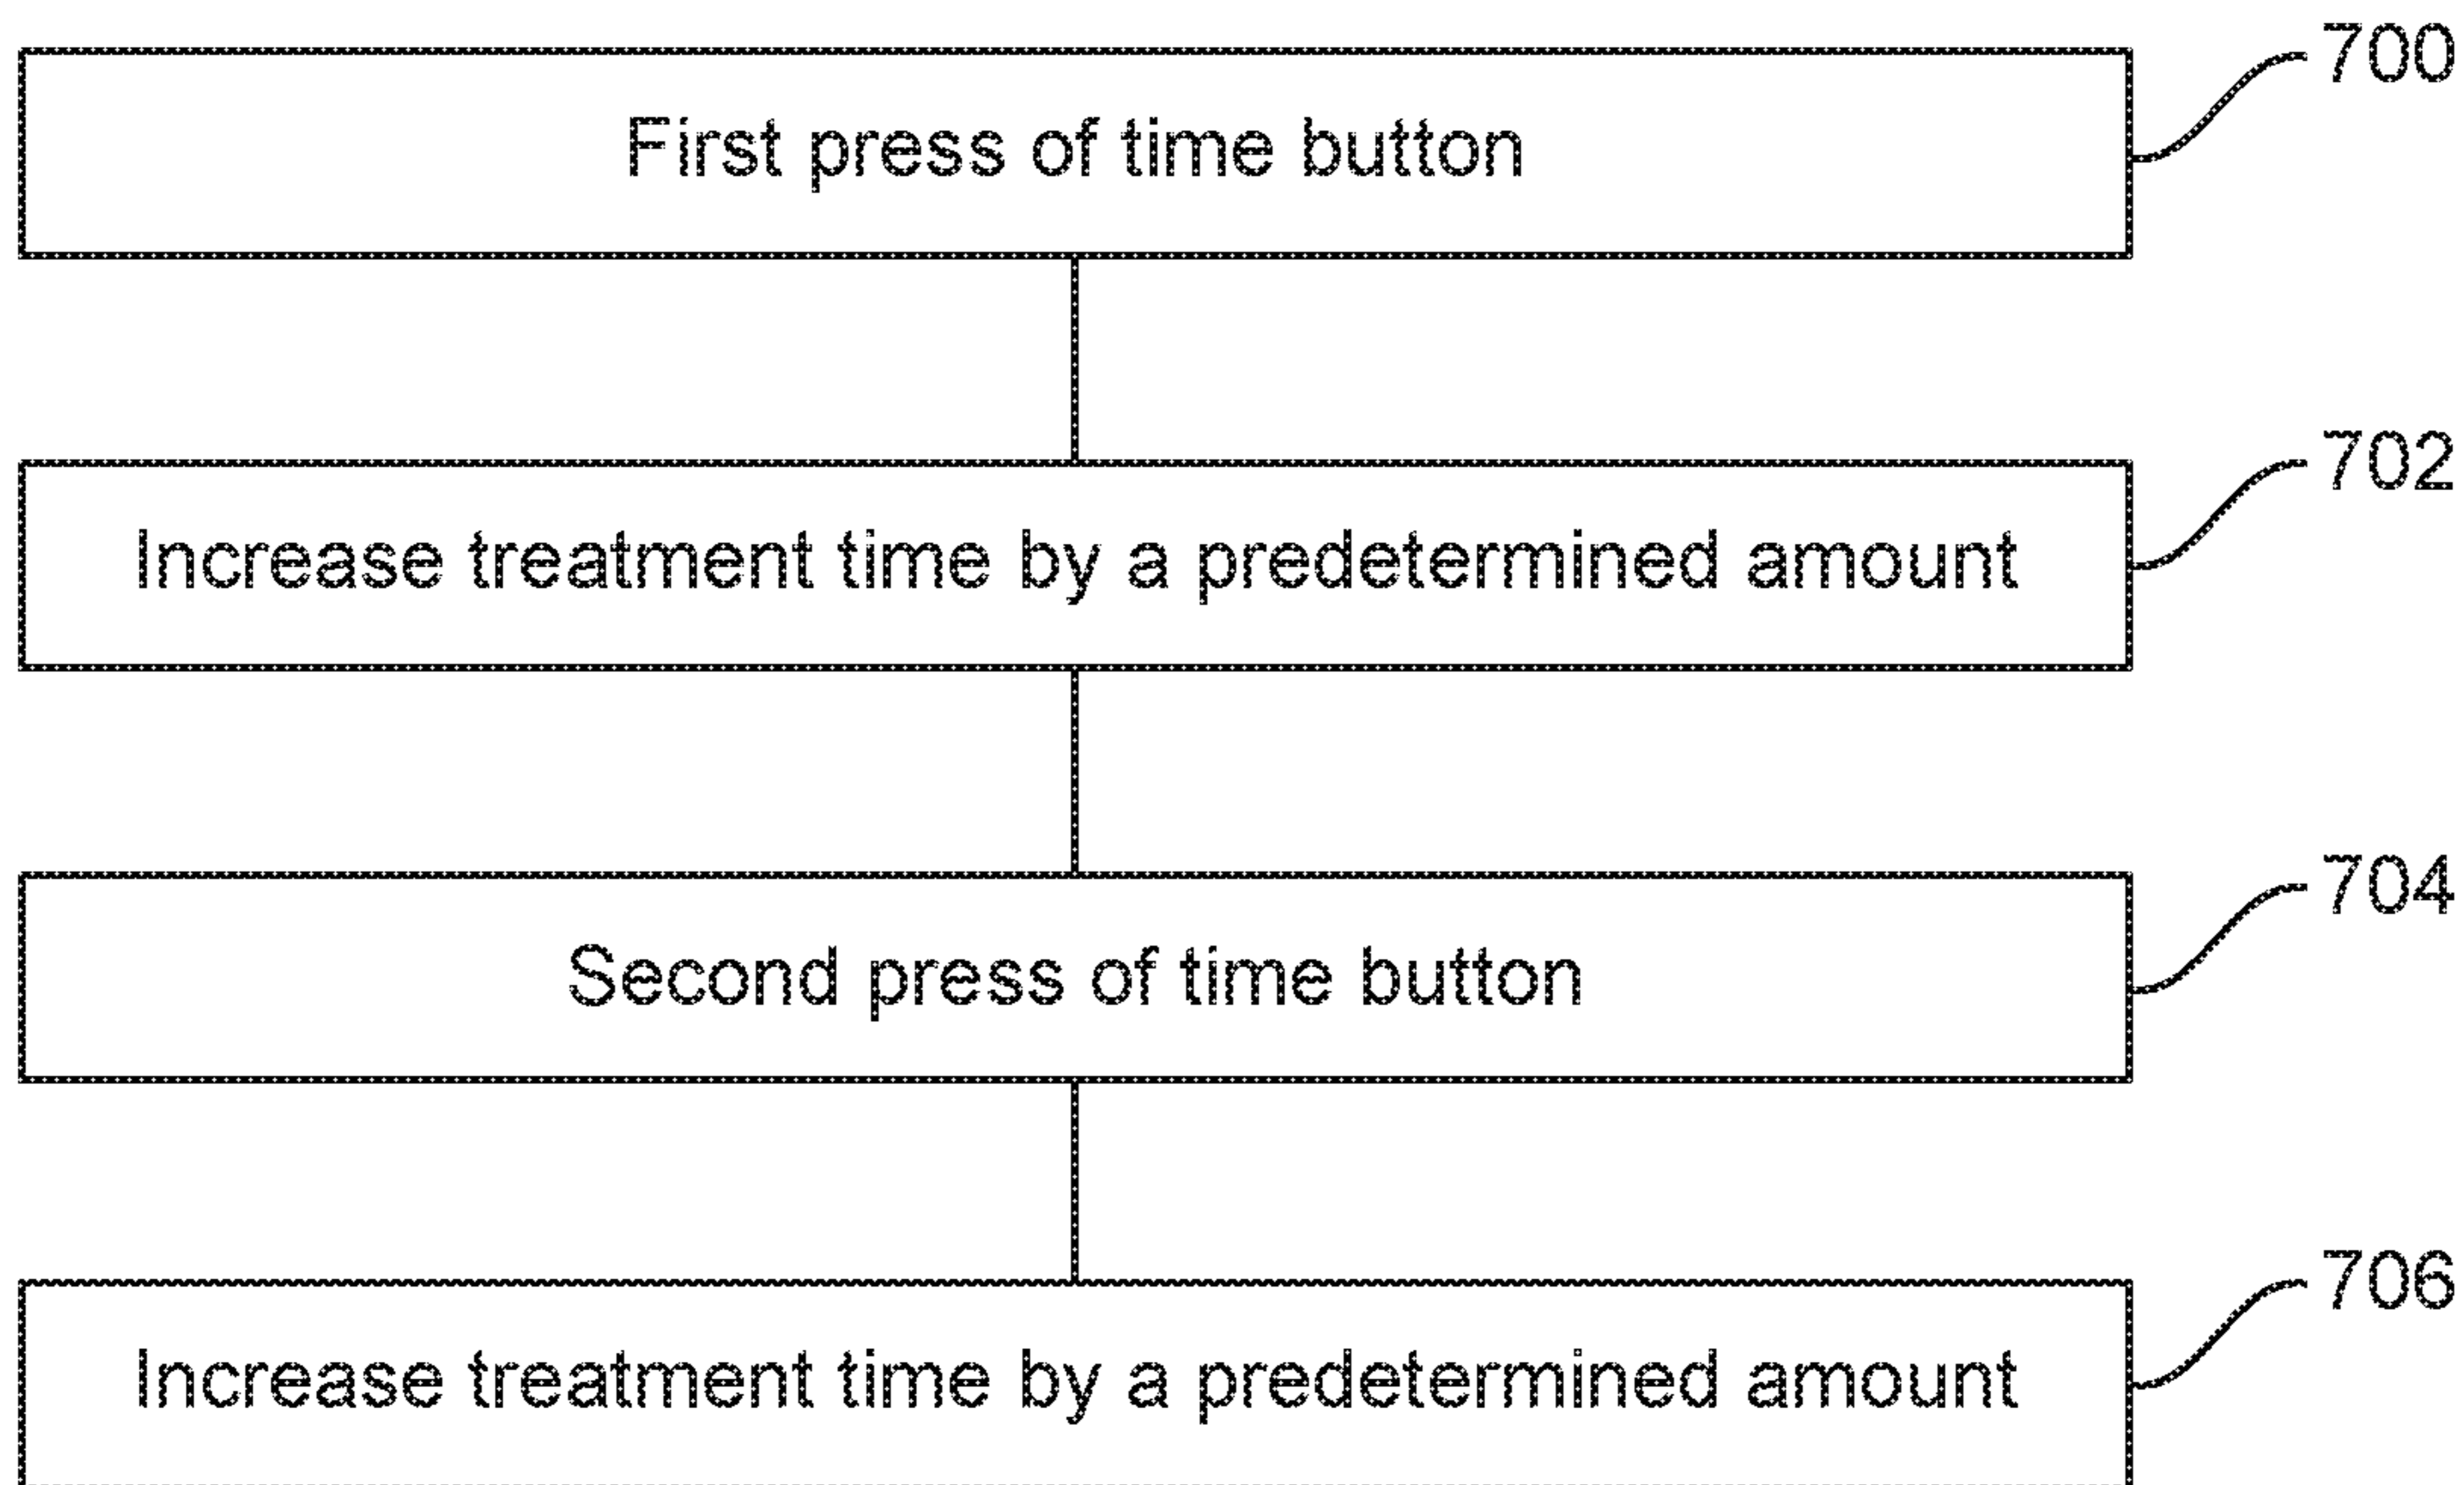 700
First press of time button
702
Increase treatment time by a predetermined amount
704
Second press of time button
706
Increase treatment time by a predetermined amount